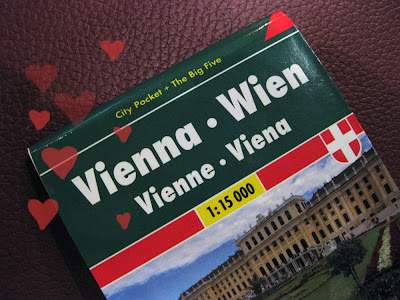 City Pocket + The Big Five
Vienna · Wien
Vienne · Viena
1:15 000